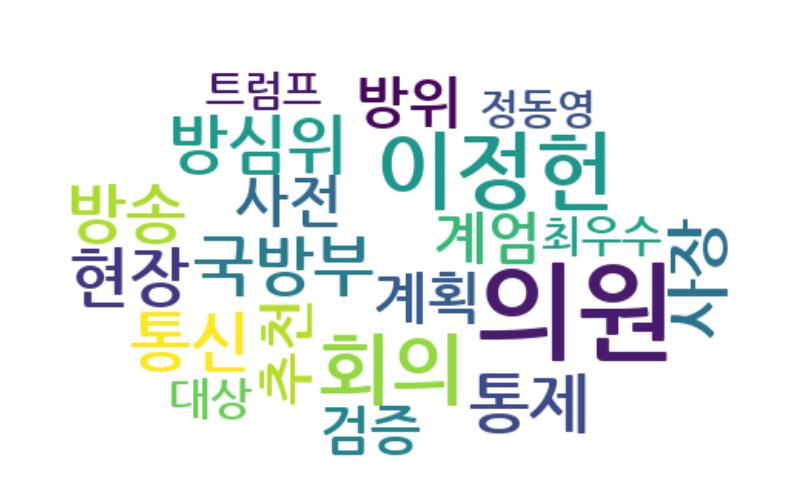 트럼프
방위
정동영
방심위
이정헌
사전
방송
계엄
최우수
사장
국방부
현장
계획
의원
추천
통신
회의
대상
통제
검증